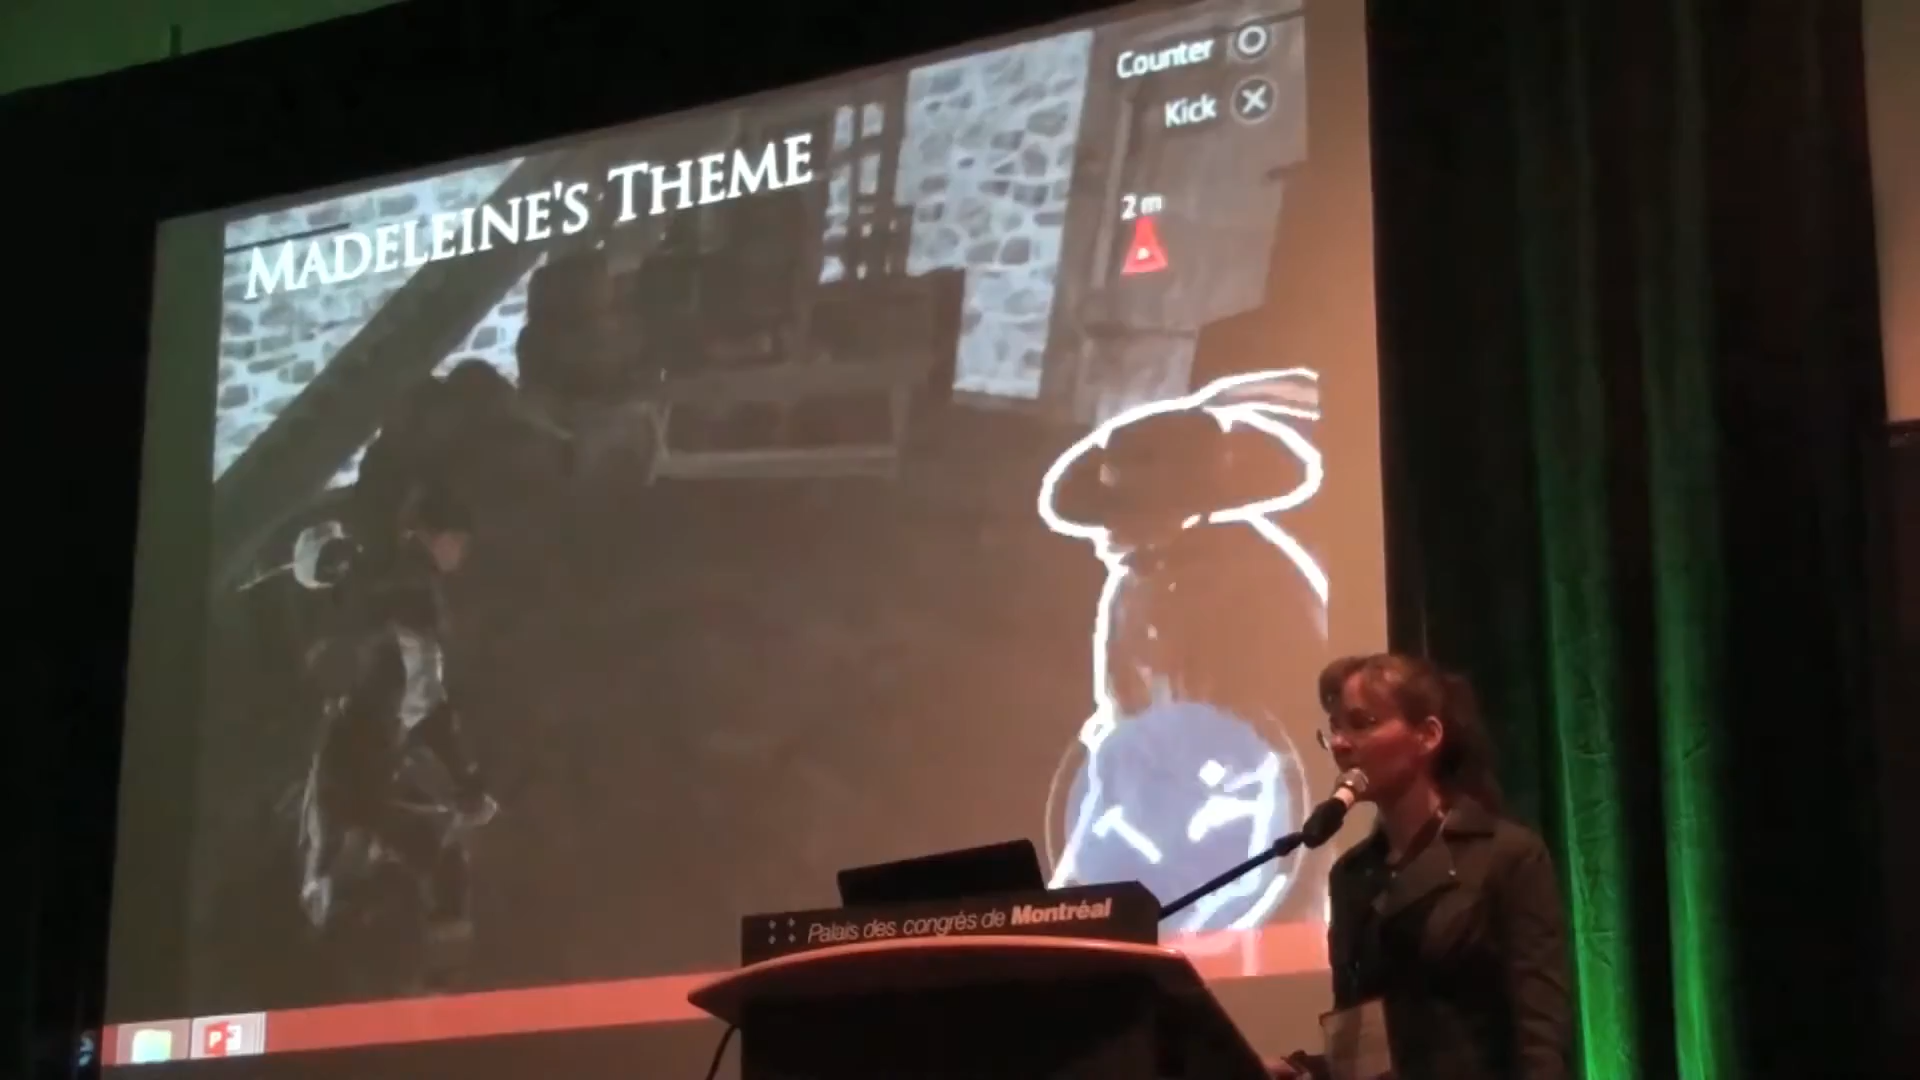 Counter
Kick
MADELEINE'S THEME
2 m
Palais des congrès de Montréal